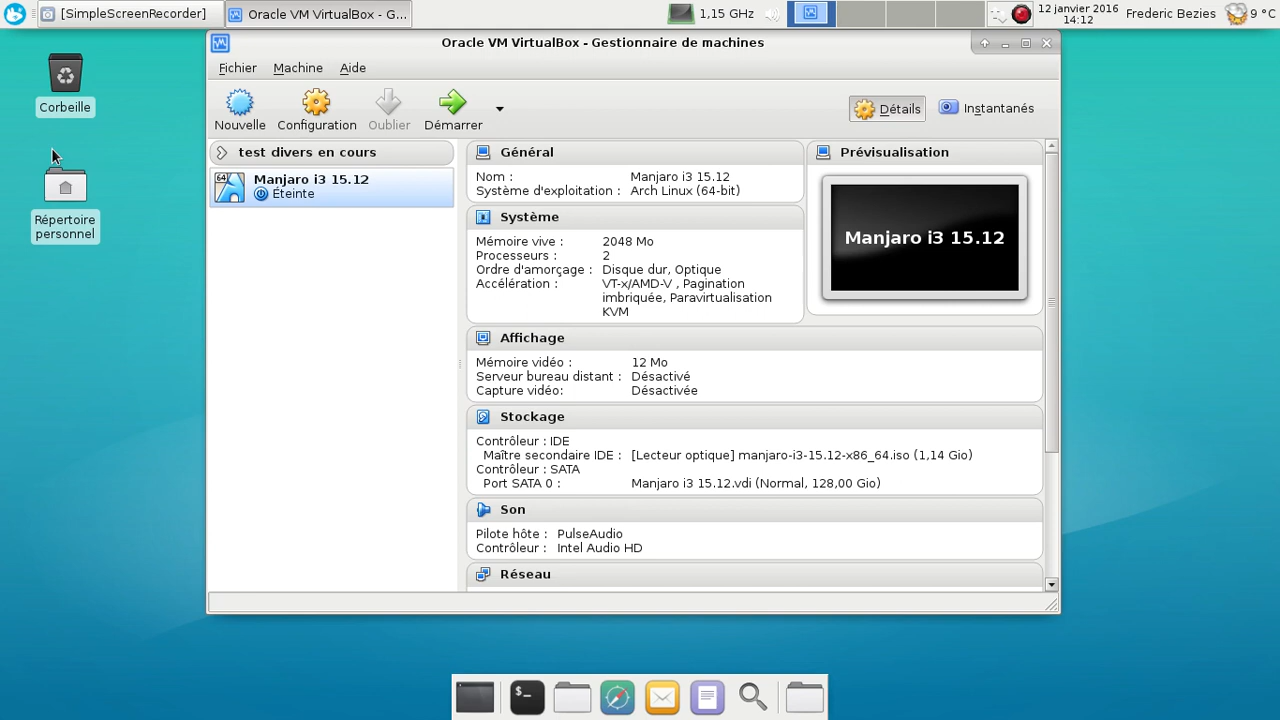 [SimpleScreenRecorder]
Oracle VM VirtualBox - G...
1,15 GHz
12 janvier 2016
14:12
Frederic Bezies
9 °C
Corbeille
Répertoire
personnel
Oracle VM VirtualBox - Gestionnaire de machines
Fichier Machine Aide
Nouvelle Configuration Oublier Démarrer
Détails Instantanés
test divers en cours
64
Manjaro i3 15.12
Éteinte
Général
Nom : Manjaro i3 15.12
Système d'exploitation : Arch Linux (64-bit)
Système
Mémoire vive : 2048 Mo
Processeurs : 2
Ordre d'amorçage : Disque dur, Optique
Accélération : VT-x/AMD-V , Pagination
imbriquée, Paravirtualisation
KVM
Prévisualisation
Manjaro i3 15.12
Affichage
Mémoire vidéo : 12 Mo
Serveur bureau distant : Désactivé
Capture vidéo: Désactivée
Stockage
Contrôleur : IDE
Maître secondaire IDE : [Lecteur optique] manjaro-i3-15.12-x86_64.iso (1,14 Gio)
Contrôleur : SATA
Port SATA 0 : Manjaro i3 15.12.vdi (Normal, 128,00 Gio)
Son
Pilote hôte : PulseAudio
Contrôleur : Intel Audio HD
Réseau
$_